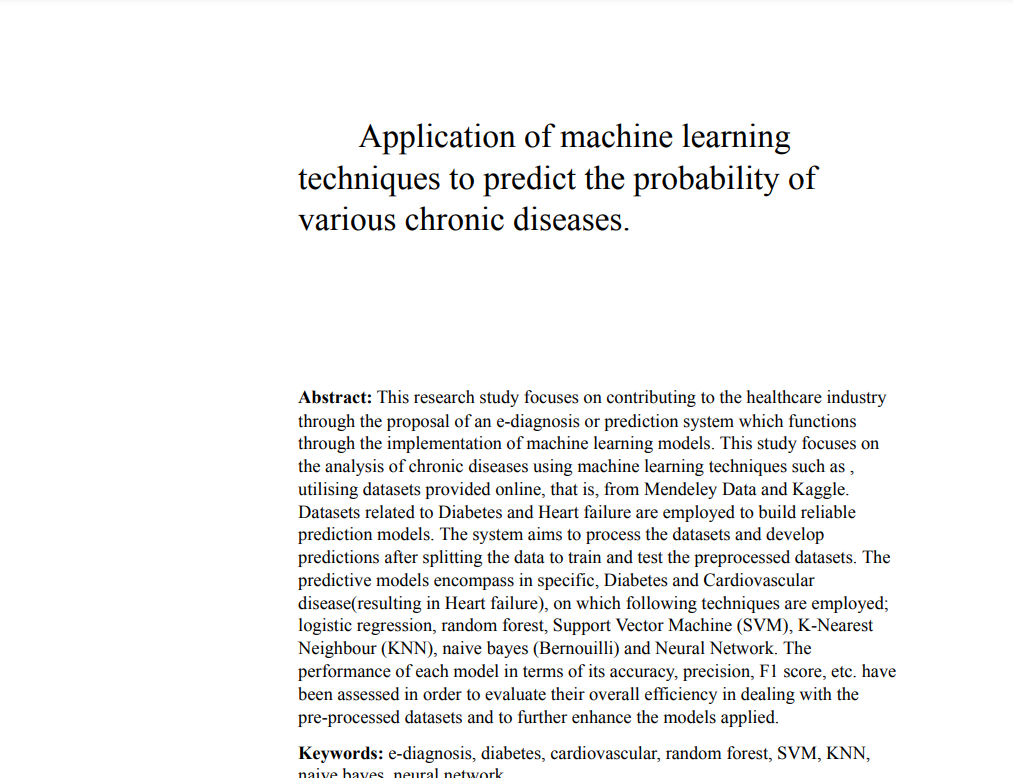 Application of machine learning
techniques to predict the probability of
various chronic diseases.
Abstract: This research study focuses on contributing to the healthcare industry
through the proposal of an e-diagnosis or prediction system which functions
through the implementation of machine learning models. This study focuses on
the analysis of chronic diseases using machine learning techniques such as ,
utilising datasets provided online, that is, from Mendeley Data and Kaggle.
Datasets related to Diabetes and Heart failure are employed to build reliable
prediction models. The system aims to process the datasets and develop
predictions after splitting the data to train and test the preprocessed datasets. The
predictive models encompass in specific, Diabetes and Cardiovascular
disease(resulting in Heart failure), on which following techniques are employed;
logistic regression, random forest, Support Vector Machine (SVM), K-Nearest
Neighbour (KNN), naive bayes (Bernouilli) and Neural Network. The
performance of each model in terms of its accuracy, precision, F1 score, etc. have
been assessed in order to evaluate their overall efficiency in dealing with the
pre-processed datasets and to further enhance the models applied.
Keywords: e-diagnosis, diabetes, cardiovascular, random forest, SVM, KNN,
naive bayes, neural network